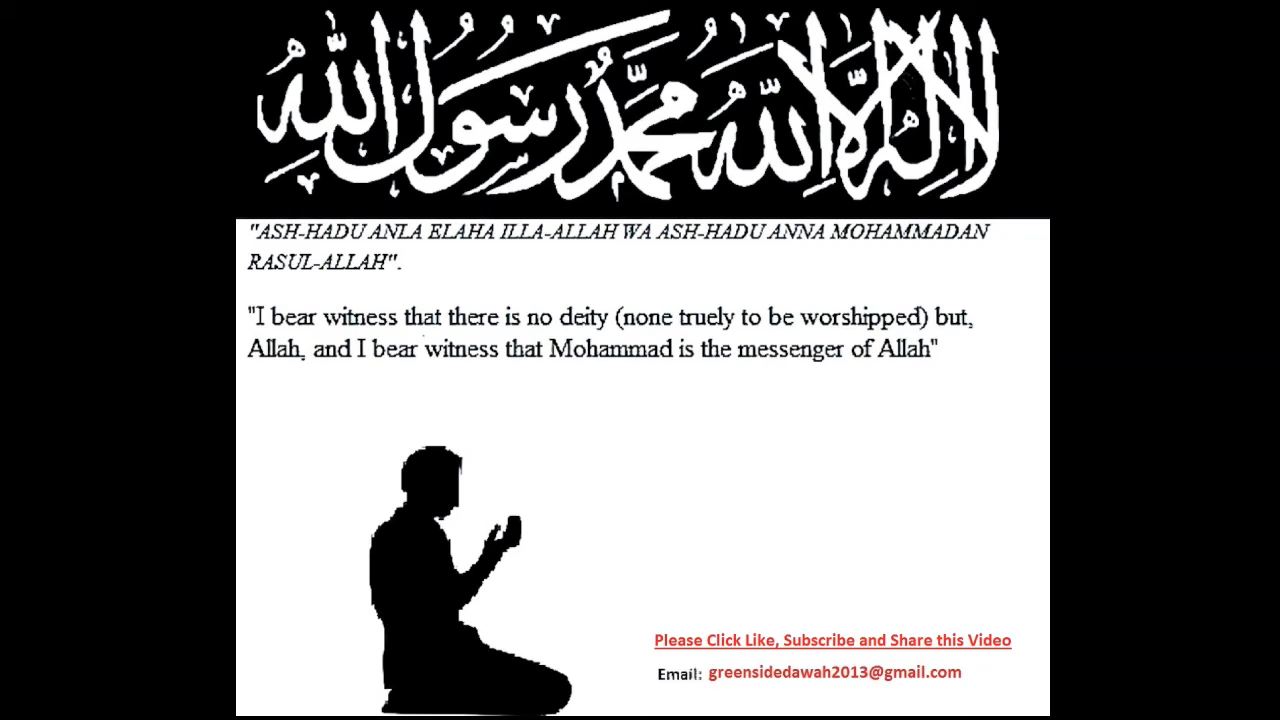 لا إله إلا الله محمد رسول الله
"ASH-HADU ANLA ELAHA ILLA-ALLAH WA ASH-HADU ANNA MOHAMMADAN
RASUL-ALLAH".
"I bear witness that there is no deity (none truely to be worshipped) but,
Allah, and I bear witness that Mohammad is the messenger of Allah"
Please Click Like, Subscribe and Share this Video
Email: greensidedawah2013@gmail.com